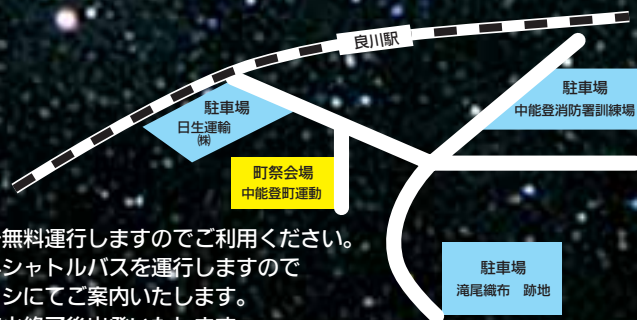 良川駅
駐車場
中能登消防署訓練場
駐車場
日生運輸
㈱
町祭会場
中能登町運動
無料運行しますのでご利用ください。
シャトルバスを運行しますので
シにてご案内いたします。
駐車場
滝尾織布 跡地